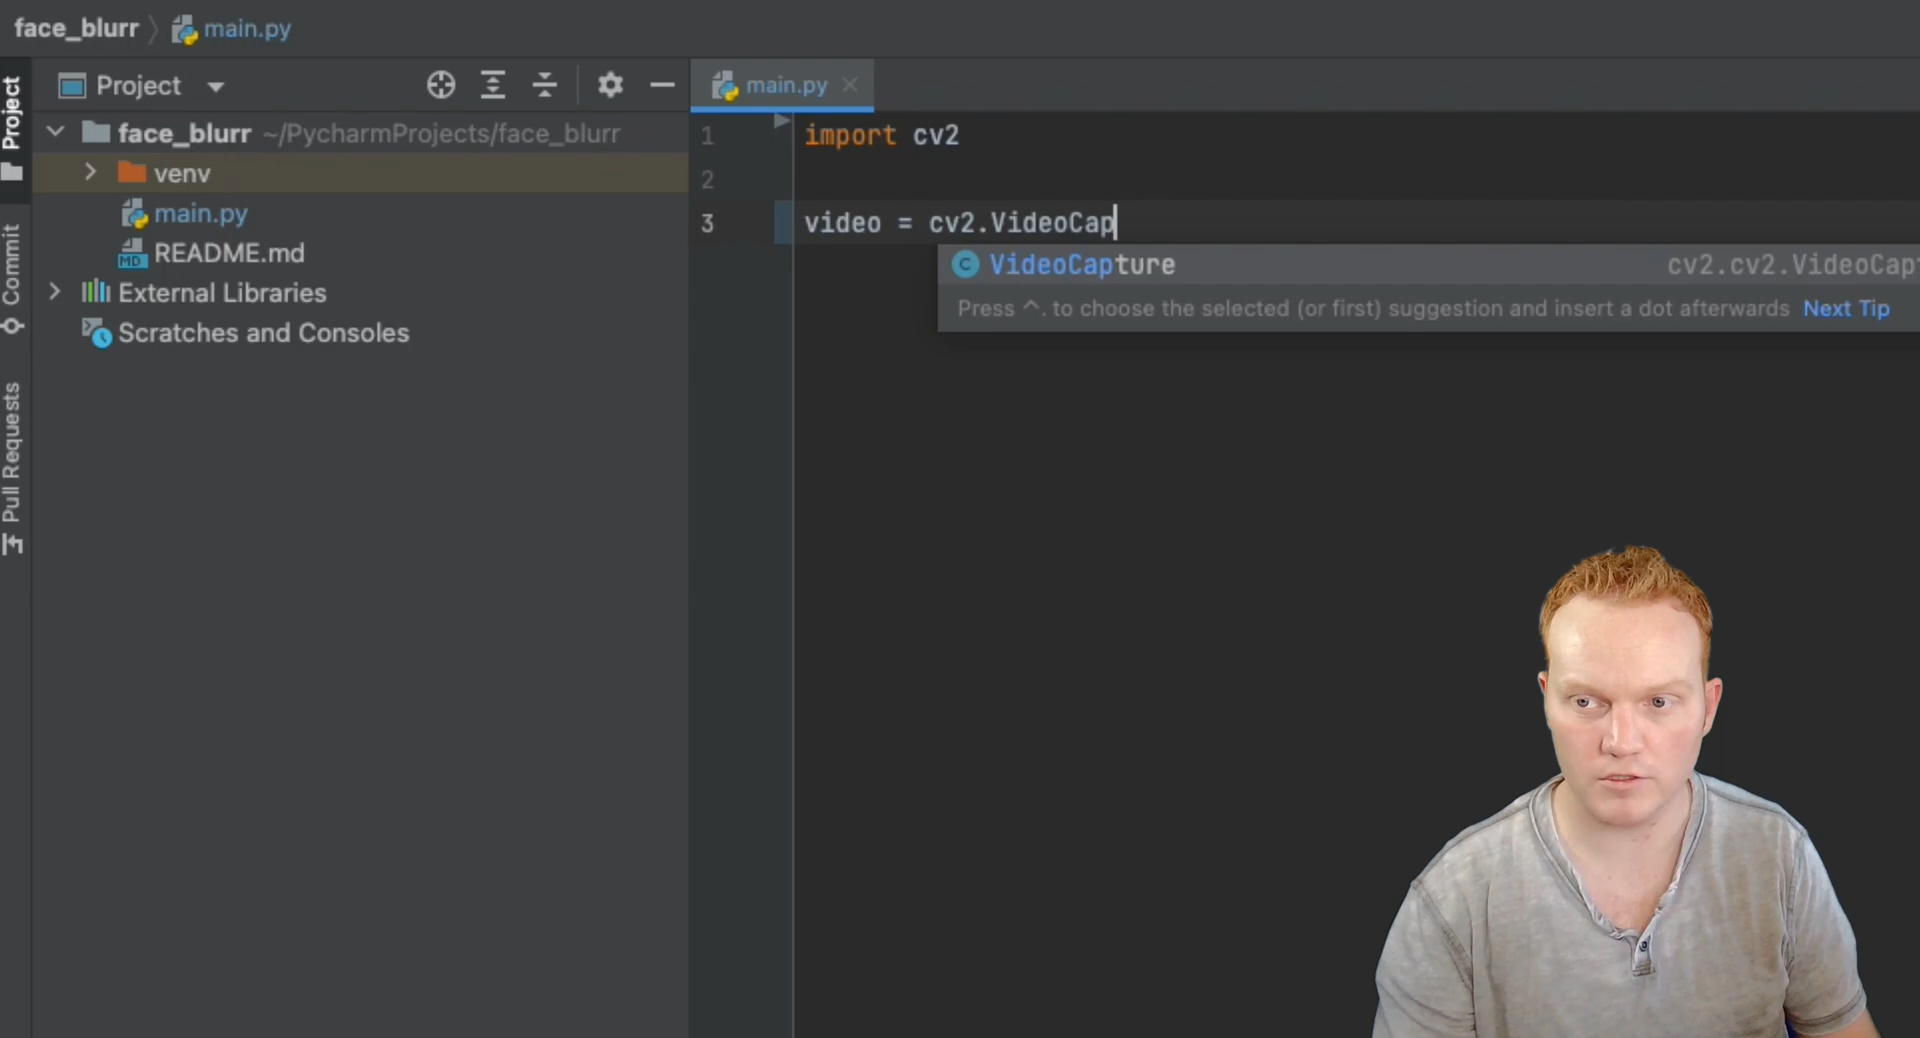 face_blurr main.py
Project
main.py
Project
Commit
Pull Requests
face_blurr ~/PycharmProjects/face_blurr
venv
main.py
MD README.md
External Libraries
Scratches and Consoles
1 import cv2
2
3 video = cv2.VideoCap
C VideoCapture cv2.cv2.VideoCap
Press ^. to choose the selected (or first) suggestion and insert a dot afterwards Next Tip